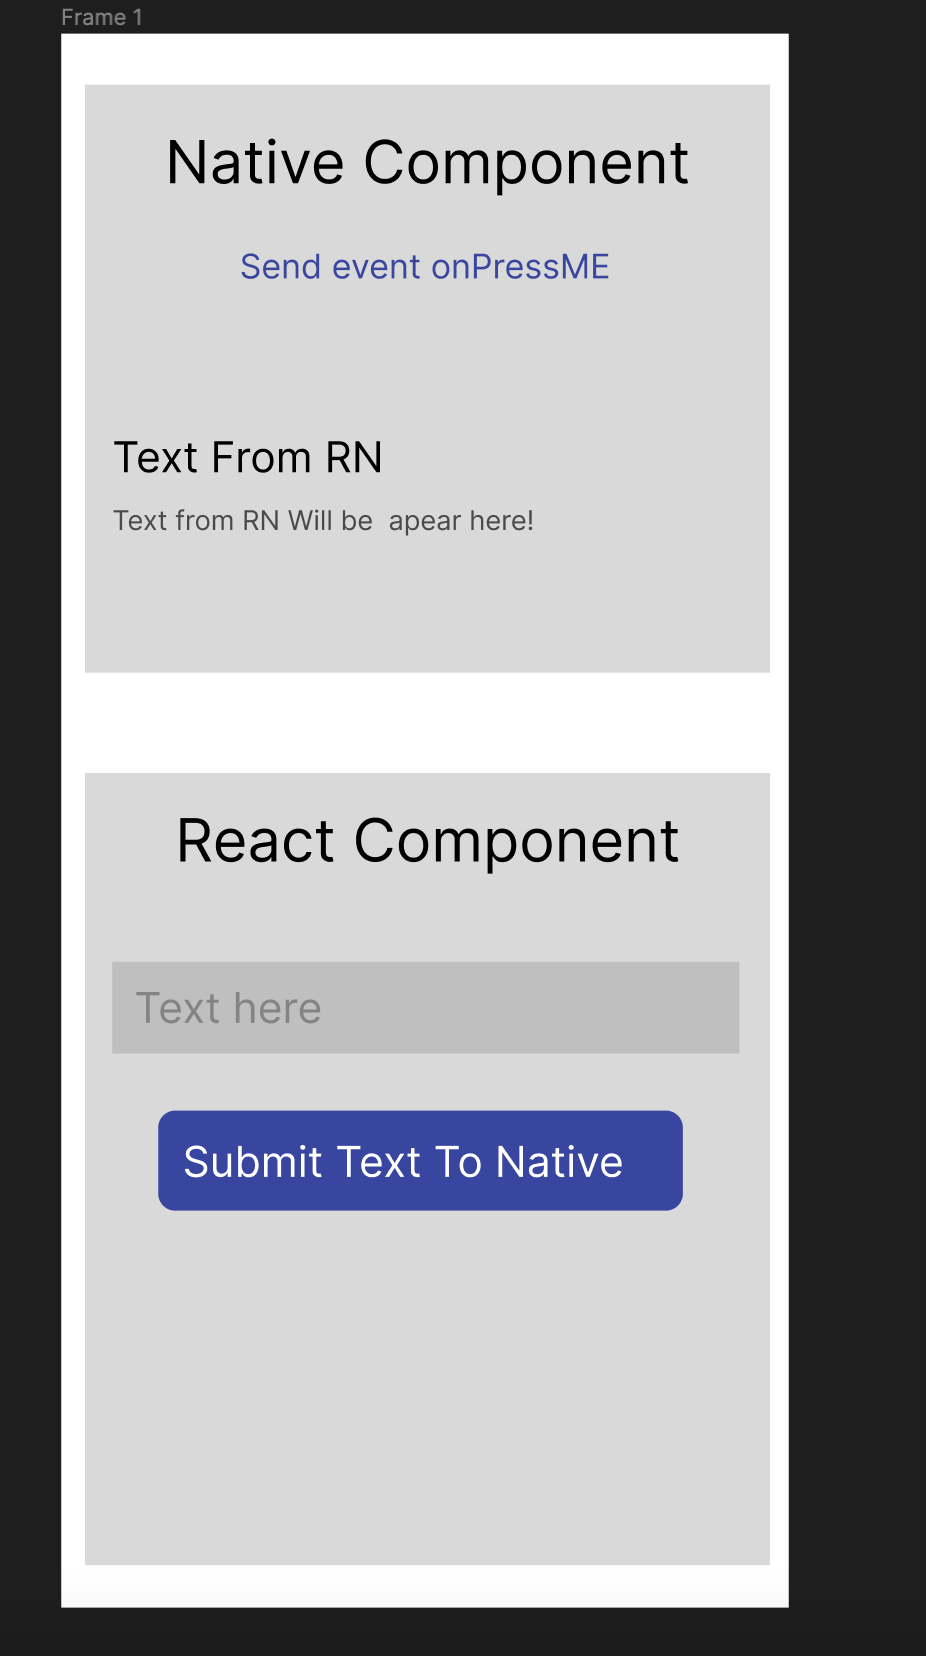 Frame 1
Native Component
Send event onPressME
Text From RN
Text from RN Will be  apear here!
React Component
Text here
Submit Text To Native